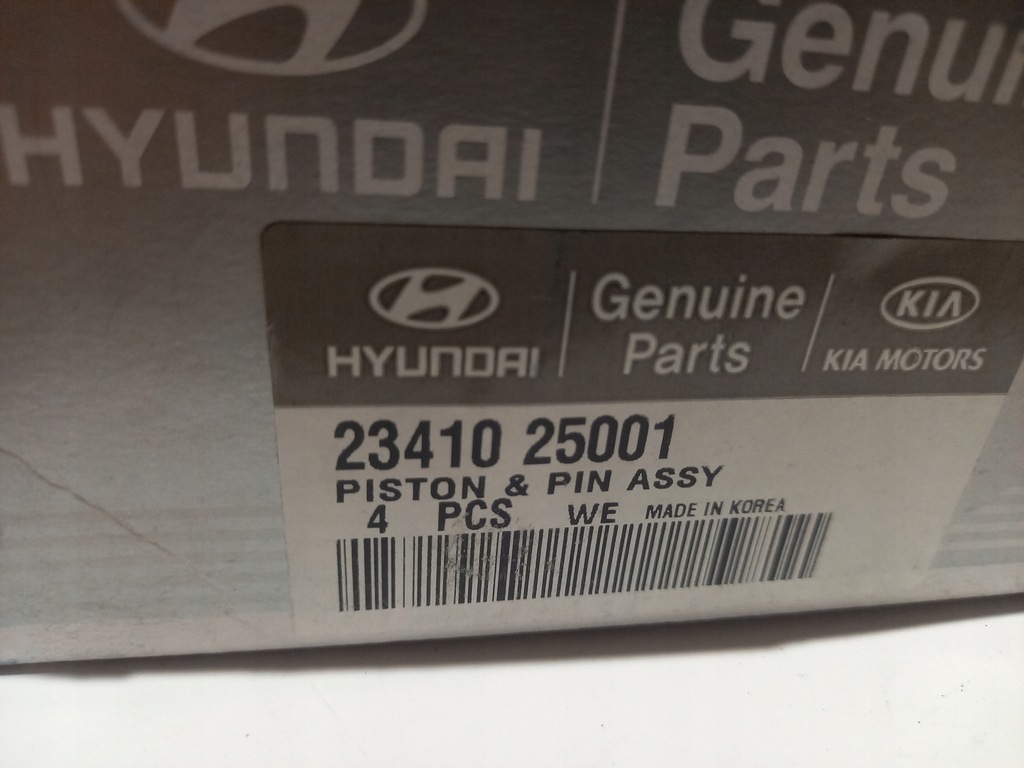 HYUNDAI
Genui
Parts
HYUNDAI
Genuine
Parts
KIA
KIA MOTORS
23410 25001
PISTON & PIN ASSY
4 PCS WE MADE IN KOREA